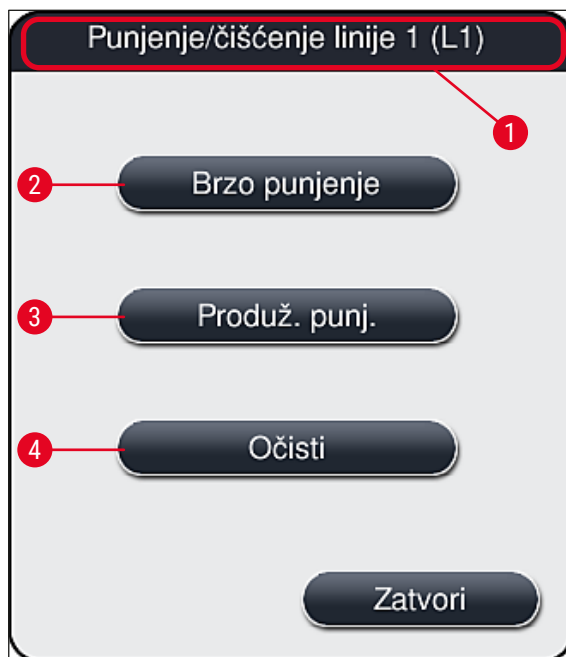 Punjenje/čišćenje linije 1 (L1)
1
2 Brzo punjenje
3 Produž. punj.
4 Očisti
Zatvori